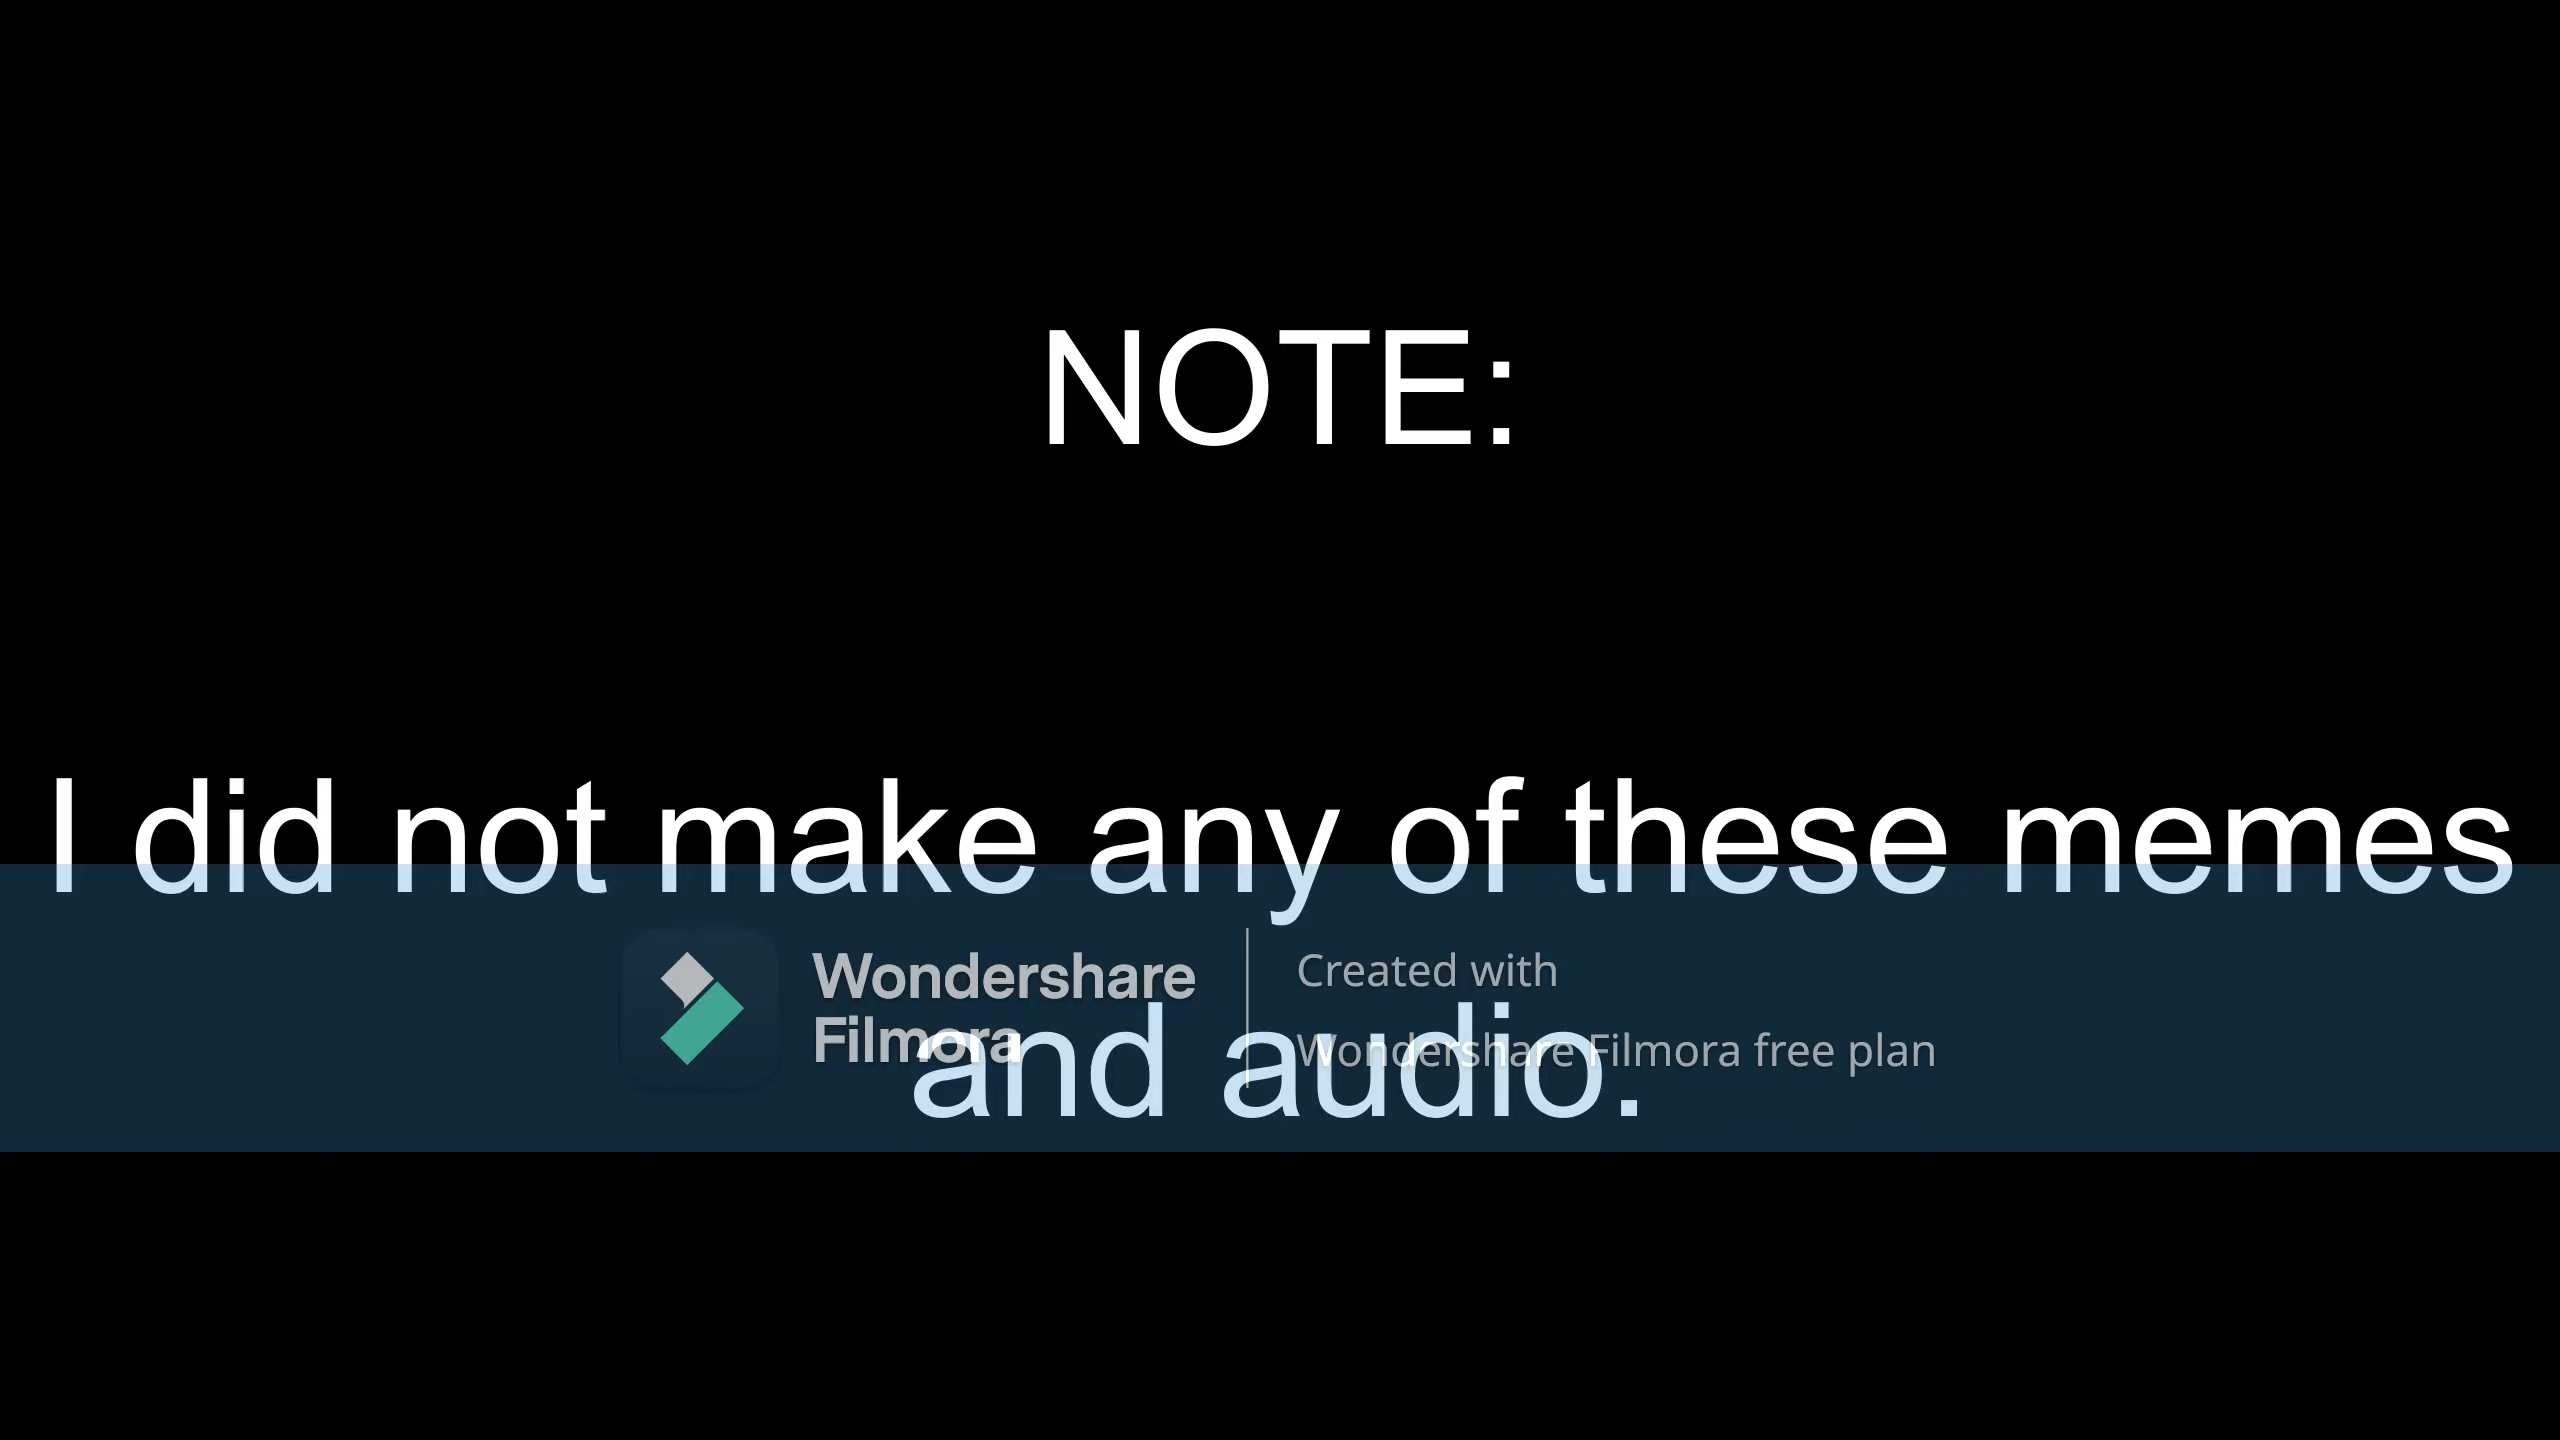 NOTE:
I did not make any of these memes
Wondershare
Filmora
Created with
Wondershare Filmora free plan
and audio.